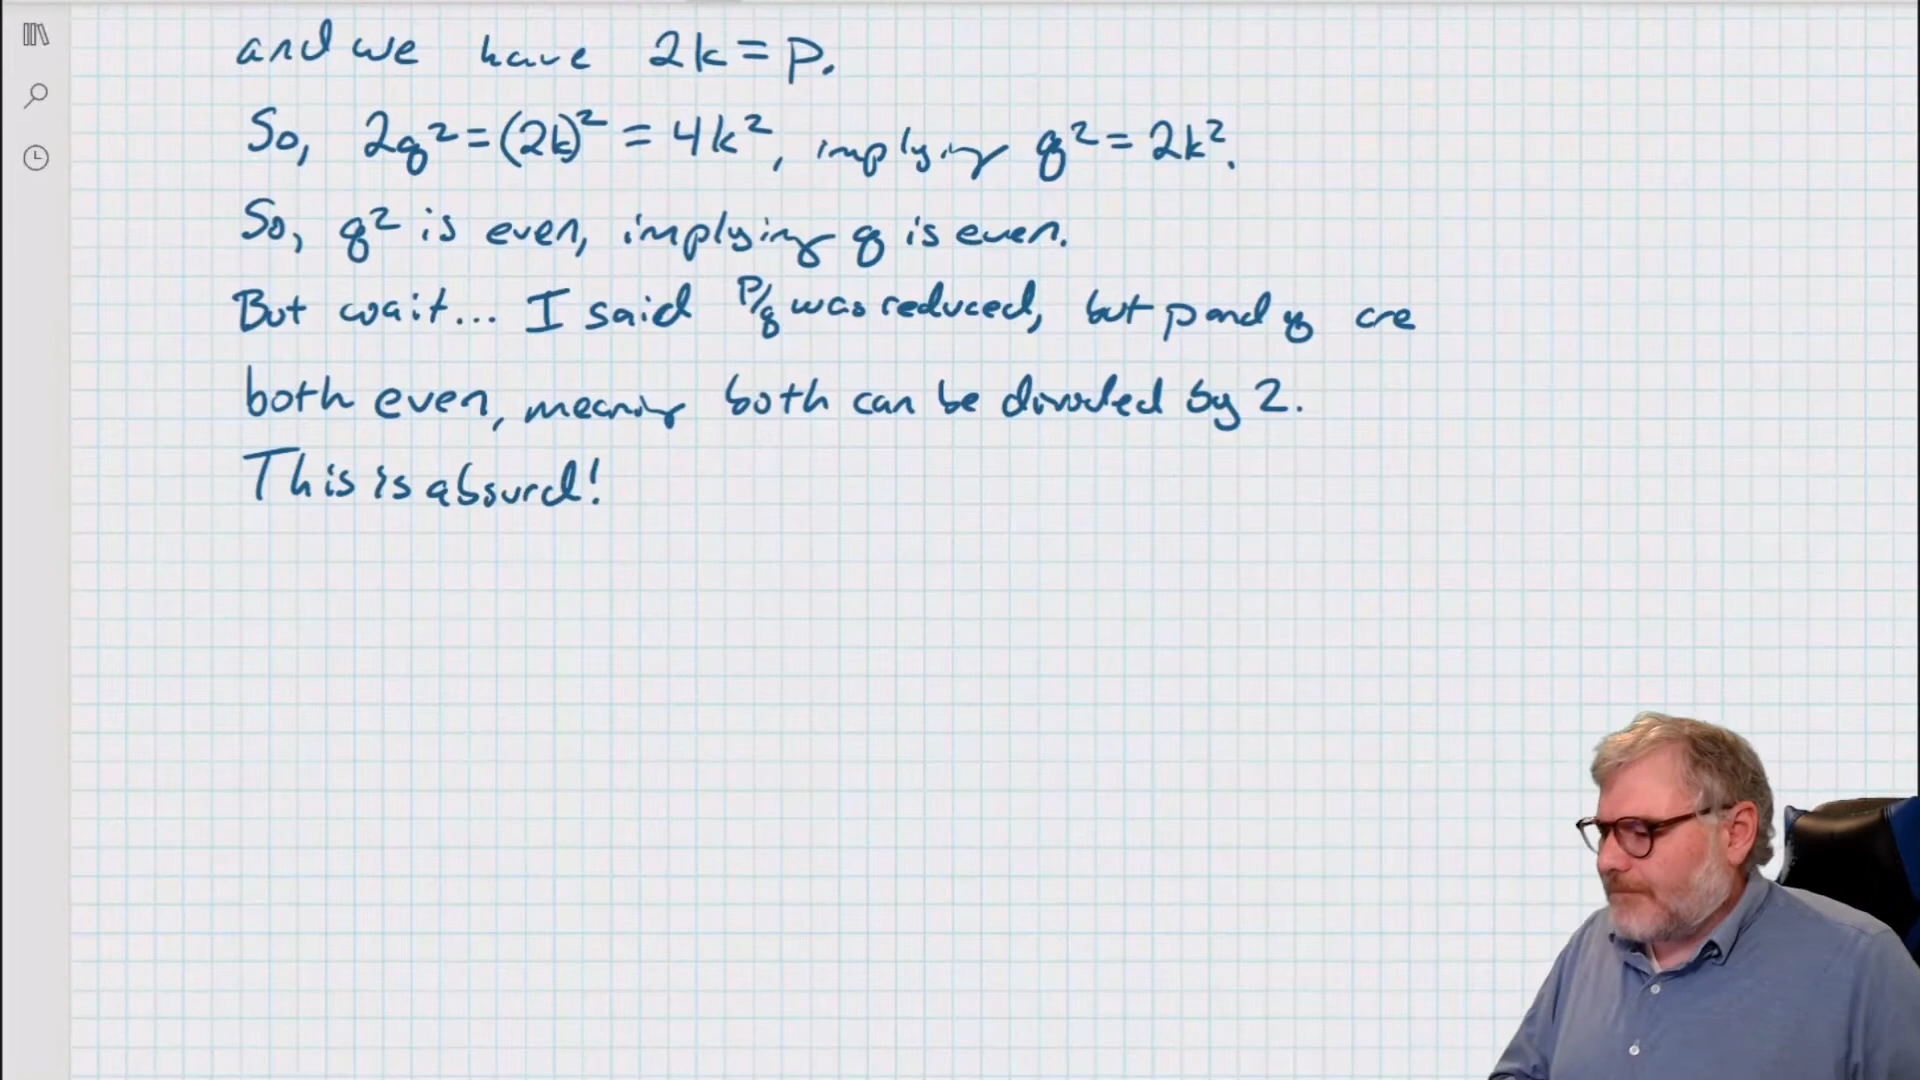 and we have 2k = p.
So, 2q² = (2k)² = 4k², implying q² = 2k².
So, q² is even, implying q is even.
But wait... I said p/q was reduced, but p and q are
both even, meaning both can be divided by 2.
This is absurd!